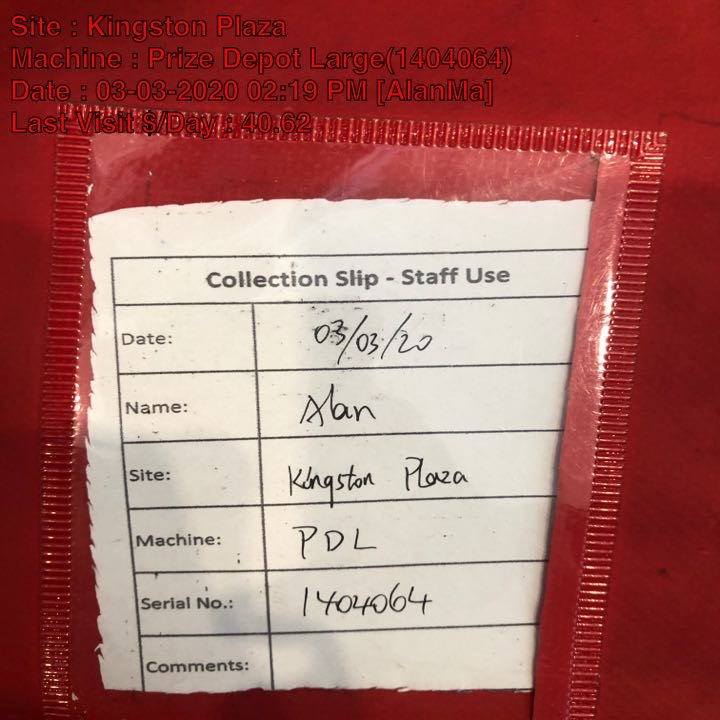 Site : Kingston Plaza
Machine : Prize Depot Large(1404064)
Date : 03-03-2020 02:19 PM [AlanMa]
Last Visit $/Day : 40.62
Collection Slip - Staff Use
Date: 03/03/20
Name: Alan
Site: Kingston Plaza
Machine: PDL
Serial No.: 1404064
Comments: